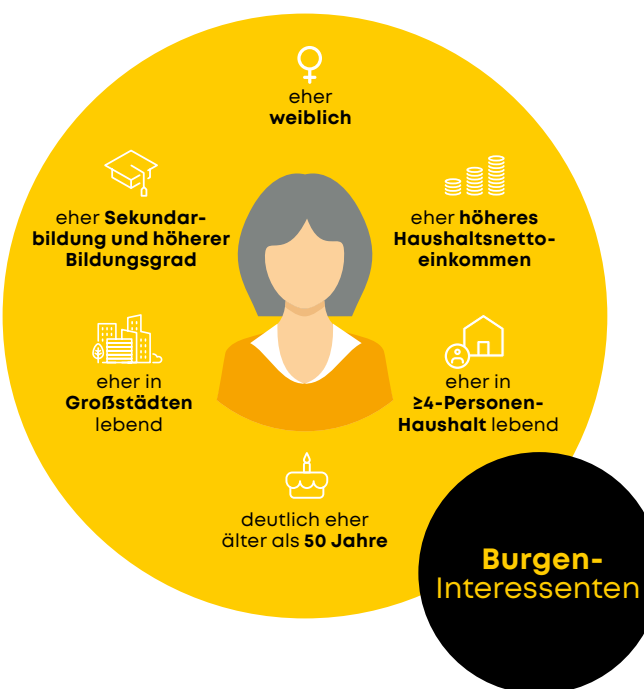 eher
weiblich
eher Sekundar-
bildung und höherer
Bildungsgrad
eher höheres
Haushaltsnetto-
einkommen
eher in
Großstädten
lebend
eher in
≥4-Personen-
Haushalt lebend
deutlich eher
älter als 50 Jahre
Burgen-
Interessenten